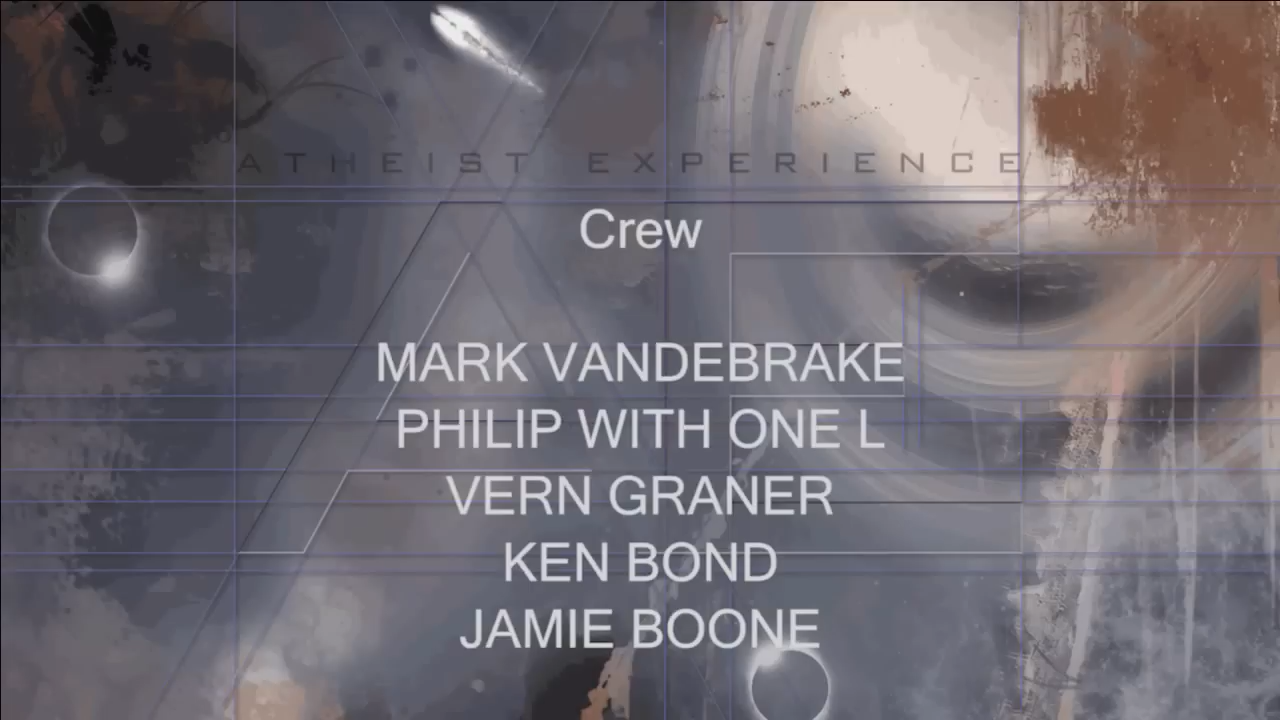 ATHEIST EXPERIENCE
Crew
MARK VANDEBRAKE
PHILIP WITH ONE L
VERN GRANER
KEN BOND
JAMIE BOONE